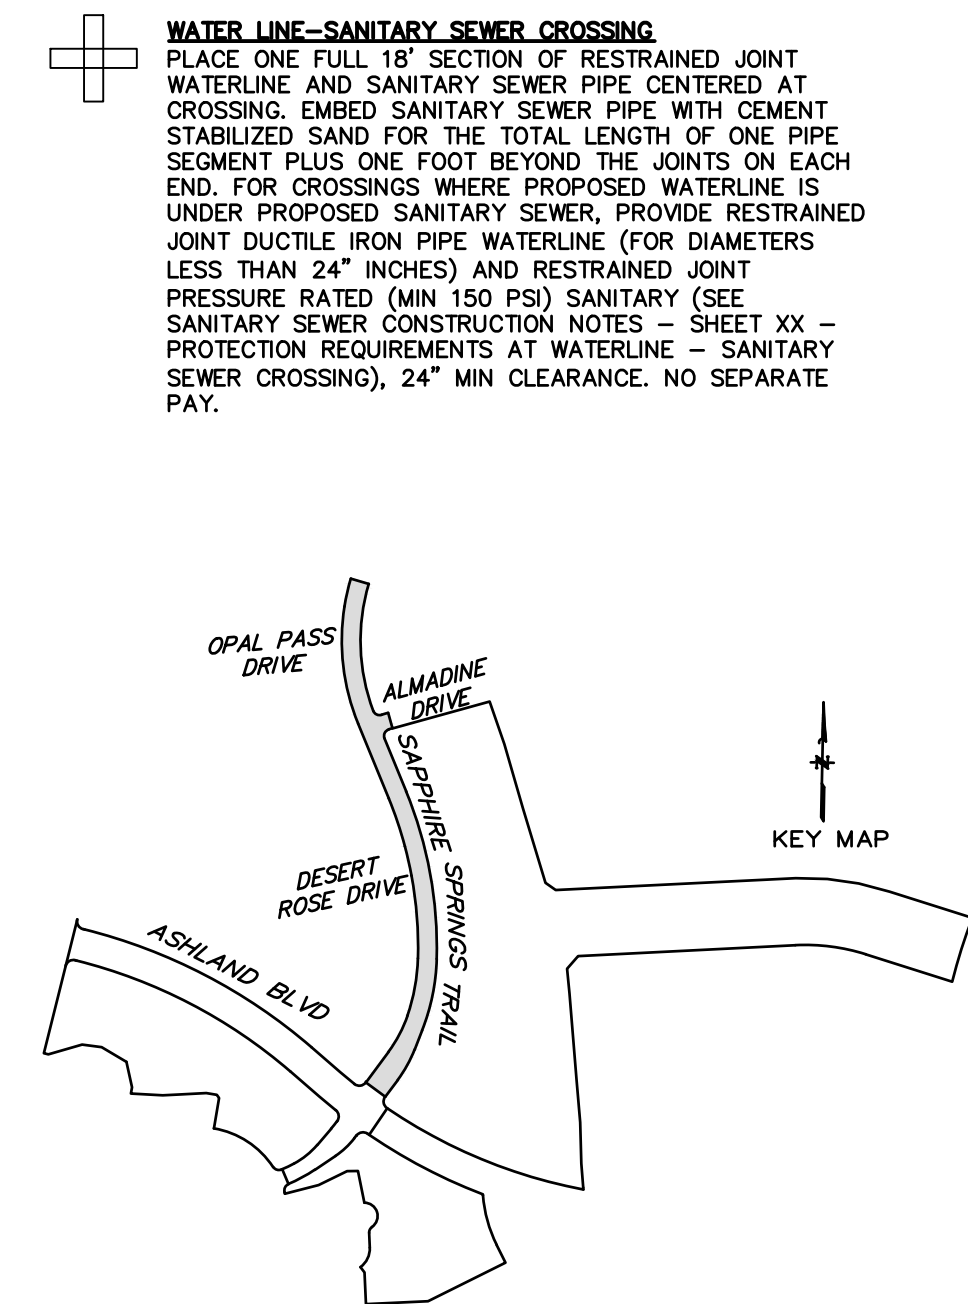 WATER LINE–SANITARY SEWER CROSSING
PLACE ONE FULL 18' SECTION OF RESTRAINED JOINT
WATERLINE AND SANITARY SEWER PIPE CENTERED AT
CROSSING. EMBED SANITARY SEWER PIPE WITH CEMENT
STABILIZED SAND FOR THE TOTAL LENGTH OF ONE PIPE
SEGMENT PLUS ONE FOOT BEYOND THE JOINTS ON EACH
END. FOR CROSSINGS WHERE PROPOSED WATERLINE IS
UNDER PROPOSED SANITARY SEWER, PROVIDE RESTRAINED
JOINT DUCTILE IRON PIPE WATERLINE (FOR DIAMETERS
LESS THAN 24" INCHES) AND RESTRAINED JOINT
PRESSURE RATED (MIN 150 PSI) SANITARY (SEE
SANITARY SEWER CONSTRUCTION NOTES – SHEET XX –
PROTECTION REQUIREMENTS AT WATERLINE – SANITARY
SEWER CROSSING), 24" MIN CLEARANCE. NO SEPARATE
PAY.
OPAL PASS
DRIVE
ALMADINE
DRIVE
SAPPHIRE SPRINGS TRAIL
N
KEY MAP
DESERT
ROSE DRIVE
ASHLAND BLVD